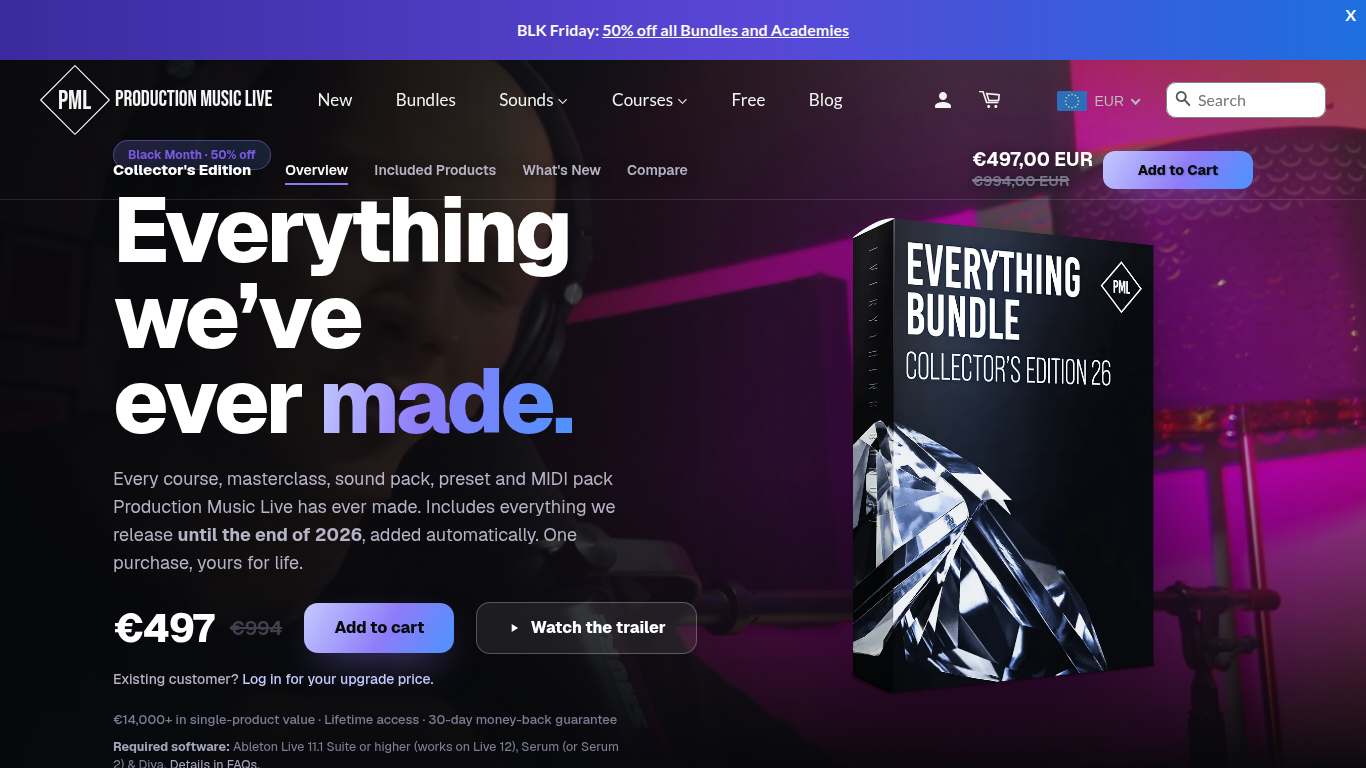 BLK Friday: 50% off all Bundles and Academies
X
PML PRODUCTION MUSIC LIVE
New
Bundles
Sounds
Courses
Free
Blog
EUR
Search
Black Month · 50% off
Collector's Edition
Overview
Included Products
What's New
Compare
€497,00 EUR
€994,00 EUR
Add to Cart
Everything
we’ve
ever made.
Every course, masterclass, sound pack, preset and MIDI pack
Production Music Live has ever made. Includes everything we
release until the end of 2026, added automatically. One
purchase, yours for life.
€497 €994
Add to cart
Watch the trailer
Existing customer? Log in for your upgrade price.
€14,000+ in single-product value · Lifetime access · 30-day money-back guarantee
Required software: Ableton Live 11.1 Suite or higher (works on Live 12), Serum (or Serum
2) & Diva. Details in FAQs.
EVERYTHING
BUNDLE
PML
COLLECTOR'S EDITION 26